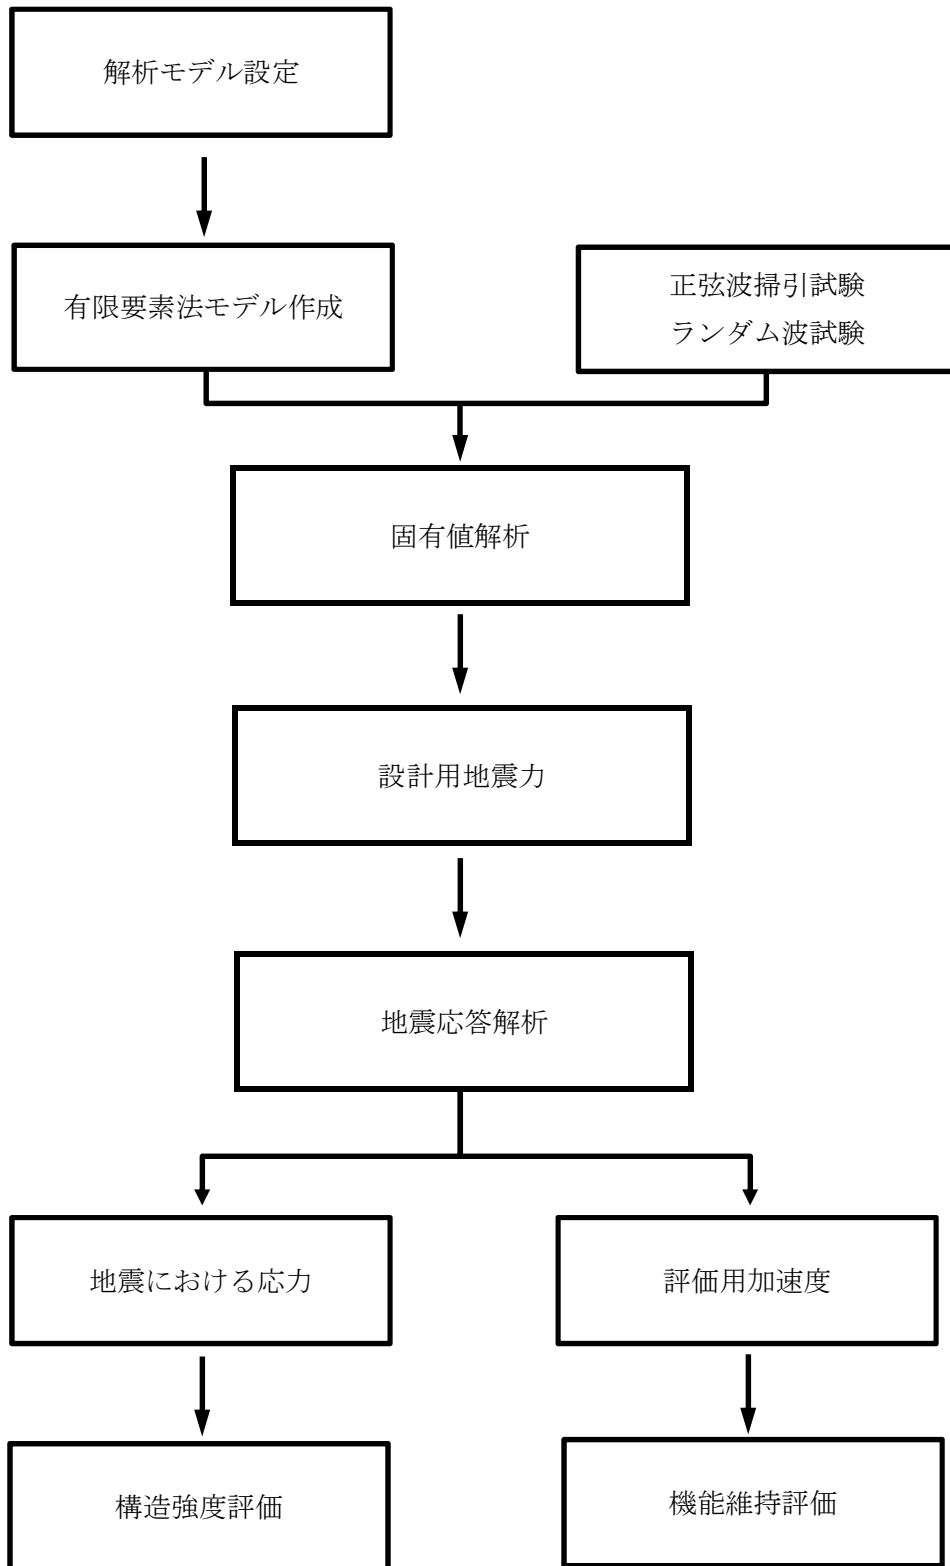 解析モデル設定
有限要素法モデル作成
正弦波掃引試験
ランダム波試験
固有値解析
設計用地震力
地震応答解析
地震における応力
評価用加速度
構造強度評価
機能維持評価